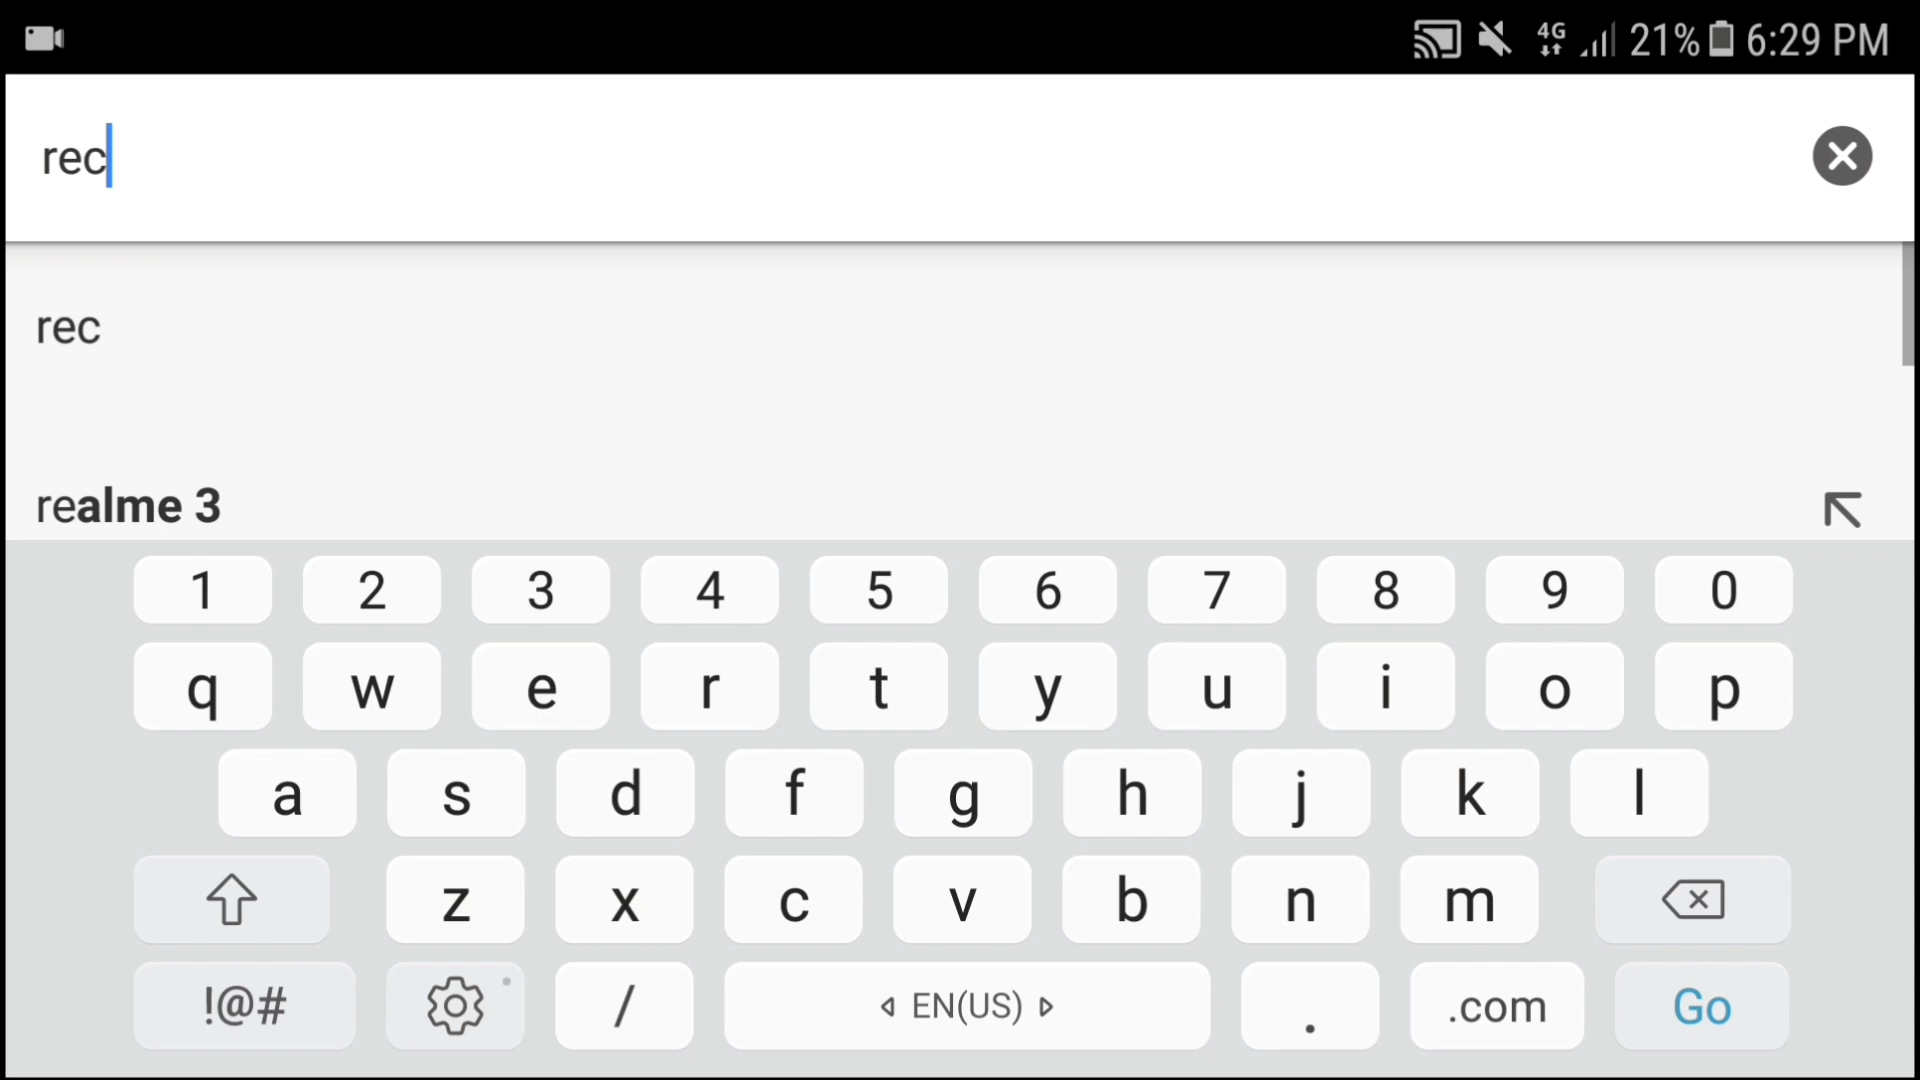 4G 21% 6:29 PM
rec
rec
realme 3
1 2 3 4 5 6 7 8 9 0
q w e r t y u i o p
a s d f g h j k l
z x c v b n m
!@# / EN(US) . .com Go